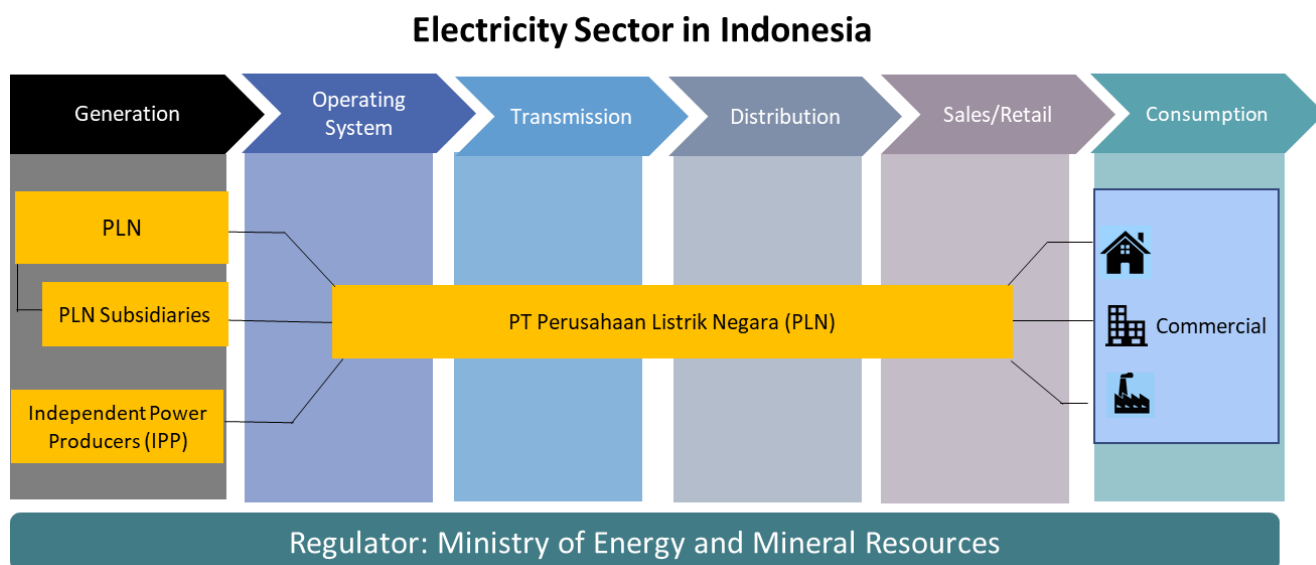 Electricity Sector in Indonesia
Generation
Operating
System
Transmission
Distribution
Sales/Retail
Consumption
PLN
PLN Subsidiaries
Independent Power
Producers (IPP)
PT Perusahaan Listrik Negara (PLN)
Commercial
Regulator: Ministry of Energy and Mineral Resources